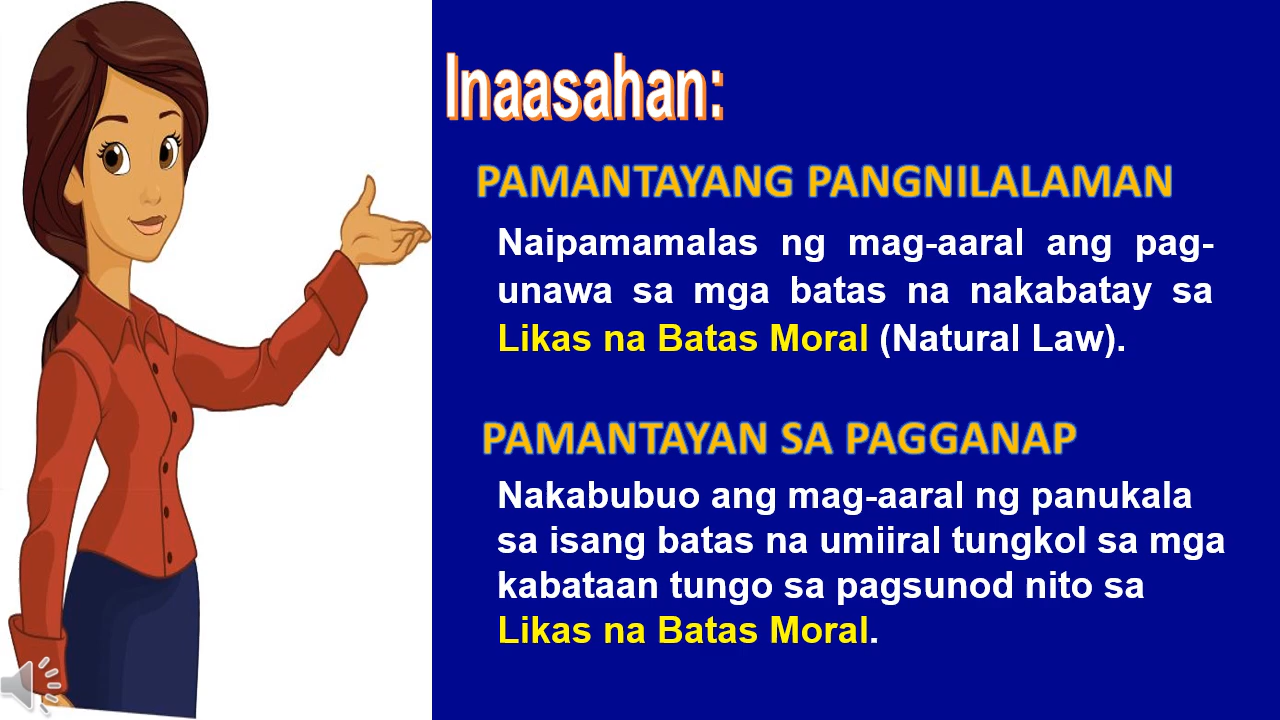 Inaasahan:
PAMANTAYANG PANGNILALAMAN
Naipamamalas ng mag-aaral ang pag-
unawa sa mga batas na nakabatay sa
Likas na Batas Moral (Natural Law).
PAMANTAYAN SA PAGGANAP
Nakabubuo ang mag-aaral ng panukala
sa isang batas na umiiral tungkol sa mga
kabataan tungo sa pagsunod nito sa
Likas na Batas Moral.